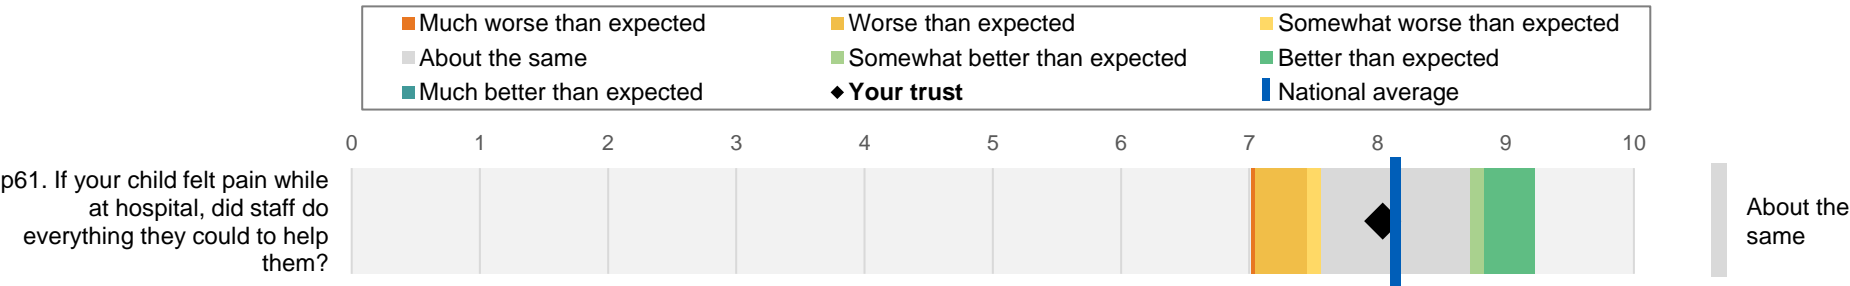 Much worse than expected Worse than expected Somewhat worse than expected
About the same Somewhat better than expected Better than expected
Much better than expected Your trust National average
0 1 2 3 4 5 6 7 8 9 10
p61. If your child felt pain while
at hospital, did staff do
everything they could to help
them?
About the
same